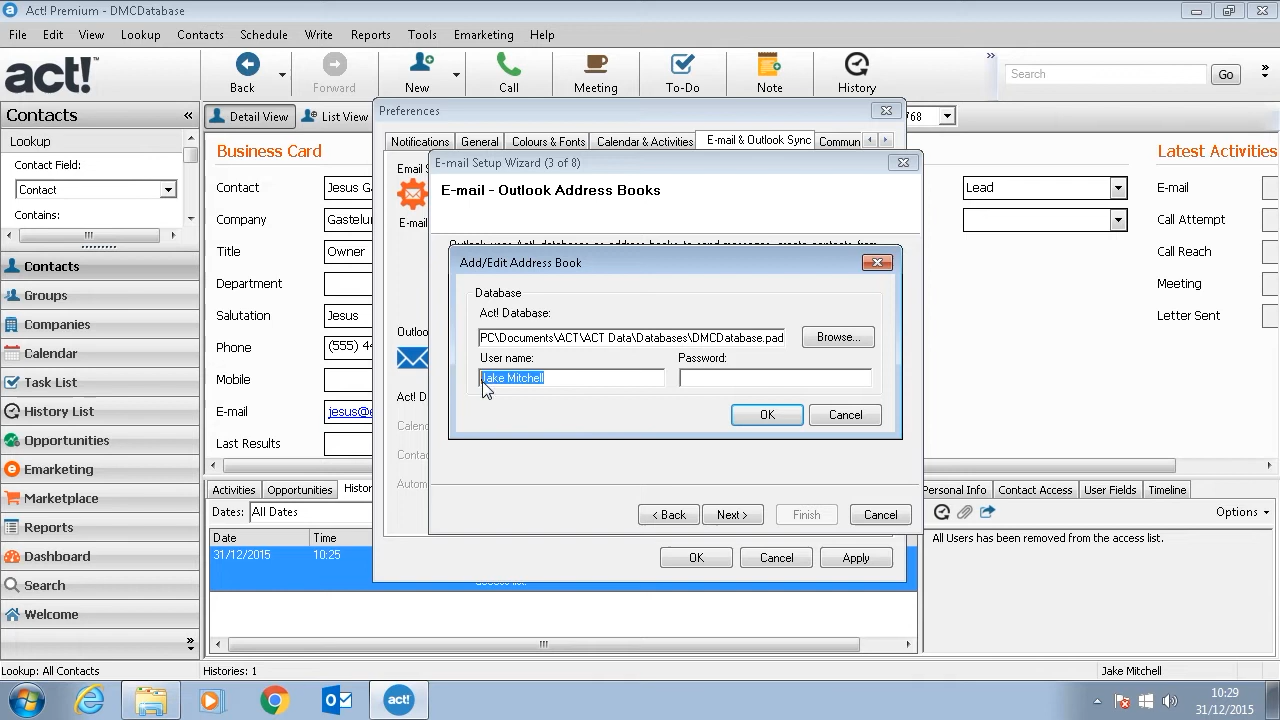 Act! Premium - DMCDatabase
File Edit View Lookup Contacts Schedule Write Reports Tools Emarketing Help
act!
Back Forward New Call Meeting To-Do Note History
»
Search Go
Contacts «
Detail View List View
Preferences
768
Lookup
Contact Field:
Contact
Contains:
Notifications General Colours & Fonts Calendar & Activities E-mail & Outlook Sync Commun
Business Card
Latest Activities
Email S
E-mail Setup Wizard (3 of 8)
E-mail - Outlook Address Books
E-mai
Contact Jesus Ga
Lead
E-mail
Company Gastelum
Call Attempt
Title Owner
Call Reach
Department
Meeting
Salutation Jesus
Letter Sent
Phone (555) 44
Mobile
E-mail jesus@e
Last Results
Add/Edit Address Book
Database
Act! Database:
PC\Documents\ACT\ACT Data\Databases\DMCDatabase.pad
Browse...
User name: Password:
Jake Mitchell
OK Cancel
Outloo
Act! D
Calend
Contac
Autom
Contacts
Groups
Companies
Calendar
Task List
History List
Opportunities
Emarketing
Marketplace
Reports
Dashboard
Search
Welcome
»
Activities Opportunities Histor
Personal Info Contact Access User Fields Timeline
Dates: All Dates
< Back Next > Finish Cancel
Options
Date Time
31/12/2015 10:25
All Users has been removed from the access list.
OK Cancel Apply
access list.
Lookup: All Contacts
Histories: 1
Jake Mitchell
act!
10:29
31/12/2015